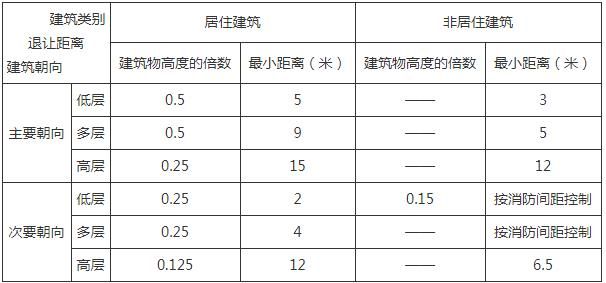 建筑类别 居住建筑 非居住建筑
退让距离
建筑朝向 建筑物高度的倍数 最小距离（米） 建筑物高度的倍数 最小距离（米）
主要朝向 低层 0.5 5 —— 3
多层 0.5 9 —— 5
高层 0.25 15 —— 12
次要朝向 低层 0.25 2 0.15 按消防间距控制
多层 0.25 4 —— 按消防间距控制
高层 0.125 12 —— 6.5